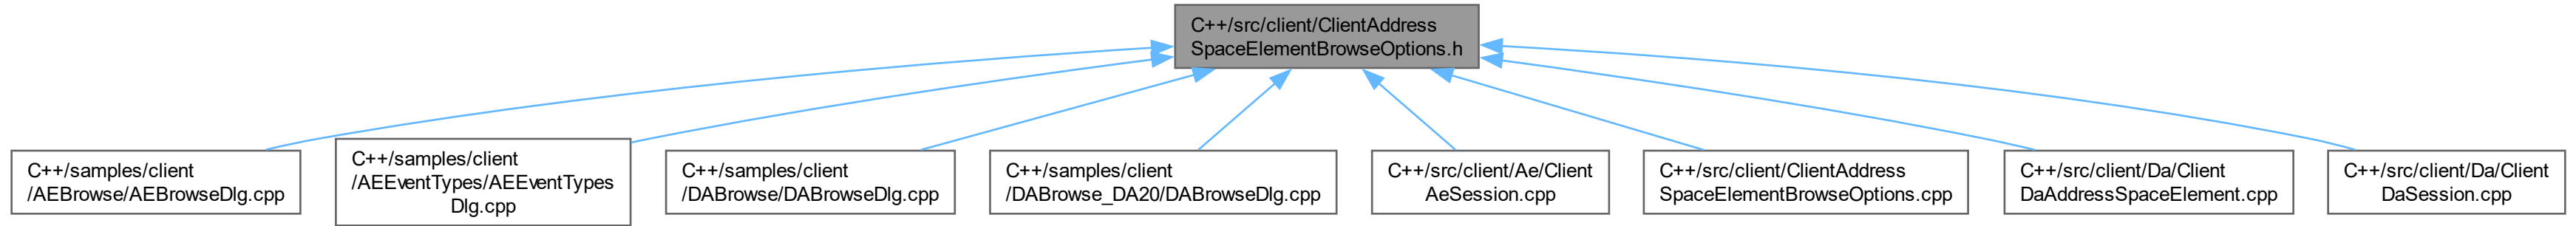 C++/src/client/ClientAddress
SpaceElementBrowseOptions.h
C++/samples/client
/AEBrowse/AEBrowseDlg.cpp
C++/samples/client
/AEEventTypes/AEEventTypes
Dlg.cpp
C++/samples/client
/DABrowse/DABrowseDlg.cpp
C++/samples/client
/DABrowse_DA20/DABrowseDlg.cpp
C++/src/client/Ae/Client
AeSession.cpp
C++/src/client/ClientAddress
SpaceElementBrowseOptions.cpp
C++/src/client/Da/Client
DaAddressSpaceElement.cpp
C++/src/client/Da/Client
DaSession.cpp